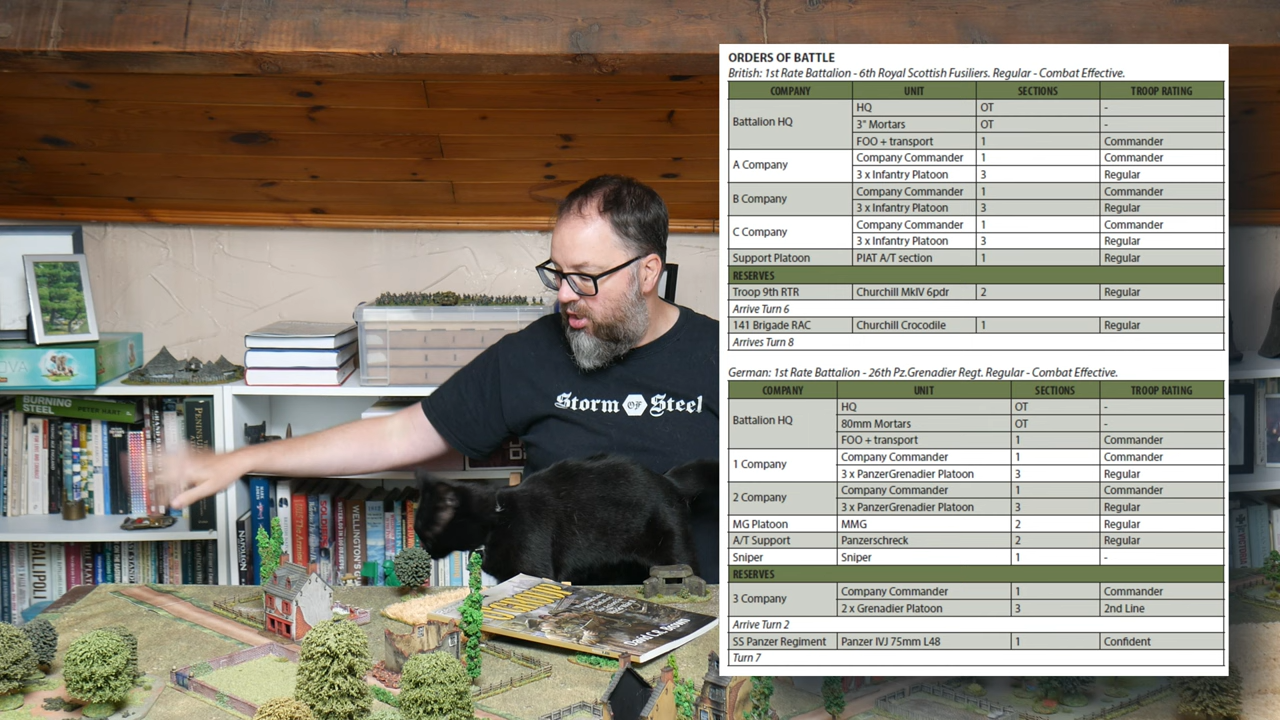 ORDERS OF BATTLE
British: 1st Rate Battalion - 6th Royal Scottish Fusiliers. Regular - Combat Effective.
COMPANY UNIT SECTIONS TROOP RATING
Battalion HQ HQ OT -
3" Mortars OT -
FOO + transport 1 Commander
A Company Company Commander 1 Commander
3 x Infantry Platoon 3 Regular
B Company Company Commander 1 Commander
3 x Infantry Platoon 3 Regular
C Company Company Commander 1 Commander
3 x Infantry Platoon 3 Regular
Support Platoon PIAT A/T section 1 Regular
RESERVES
Troop 9th RTR Churchill MkIV 6pdr 2 Regular
Arrive Turn 6
141 Brigade RAC Churchill Crocodile 1 Regular
Arrives Turn 8
German: 1st Rate Battalion - 26th Pz.Grenadier Regt. Regular - Combat Effective.
COMPANY UNIT SECTIONS TROOP RATING
Battalion HQ HQ OT -
80mm Mortars OT -
FOO + transport 1 Commander
1 Company Company Commander 1 Commander
3 x PanzerGrenadier Platoon 3 Regular
2 Company Company Commander 1 Commander
3 x PanzerGrenadier Platoon 3 Regular
MG Platoon MMG 2 Regular
A/T Support Panzerschreck 2 Regular
Sniper Sniper 1 -
RESERVES
3 Company Company Commander 1 Commander
2 x Grenadier Platoon 3 2nd Line
Arrive Turn 2
SS Panzer Regiment Panzer IVJ 75mm L48 1 Confident
Turn 7
Storm OF Steel
BURNING STEEL PETER HART
GALLIPOLI
NAPOLEON
WELLINGTON'S